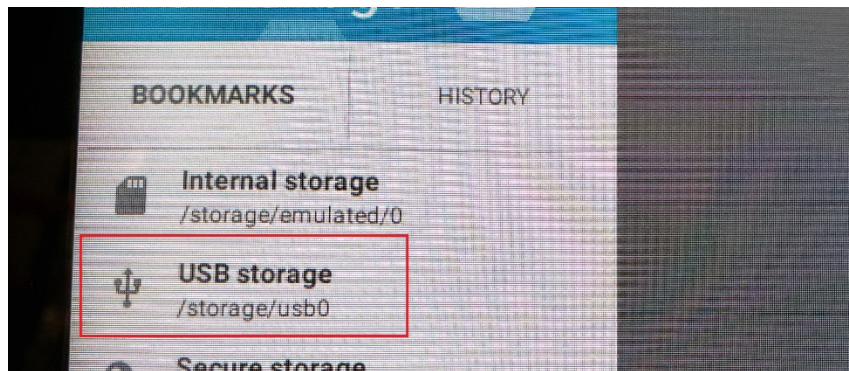 BOOKMARKS
HISTORY
Internal storage
/storage/emulated/0
USB storage
/storage/usb0
Secure storage